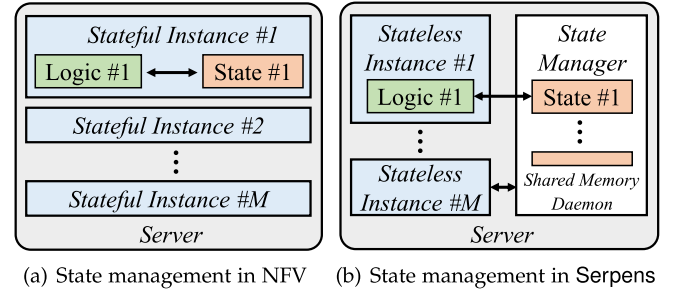 Stateful Instance #1
Logic #1
State #1
Stateful Instance #2
Stateful Instance #M
Server
(a) State management in NFV
Stateless
Instance #1
Logic #1
State
Manager
State #1
Stateless
Instance #M
Shared Memory
Daemon
Server
(b) State management in Serpens